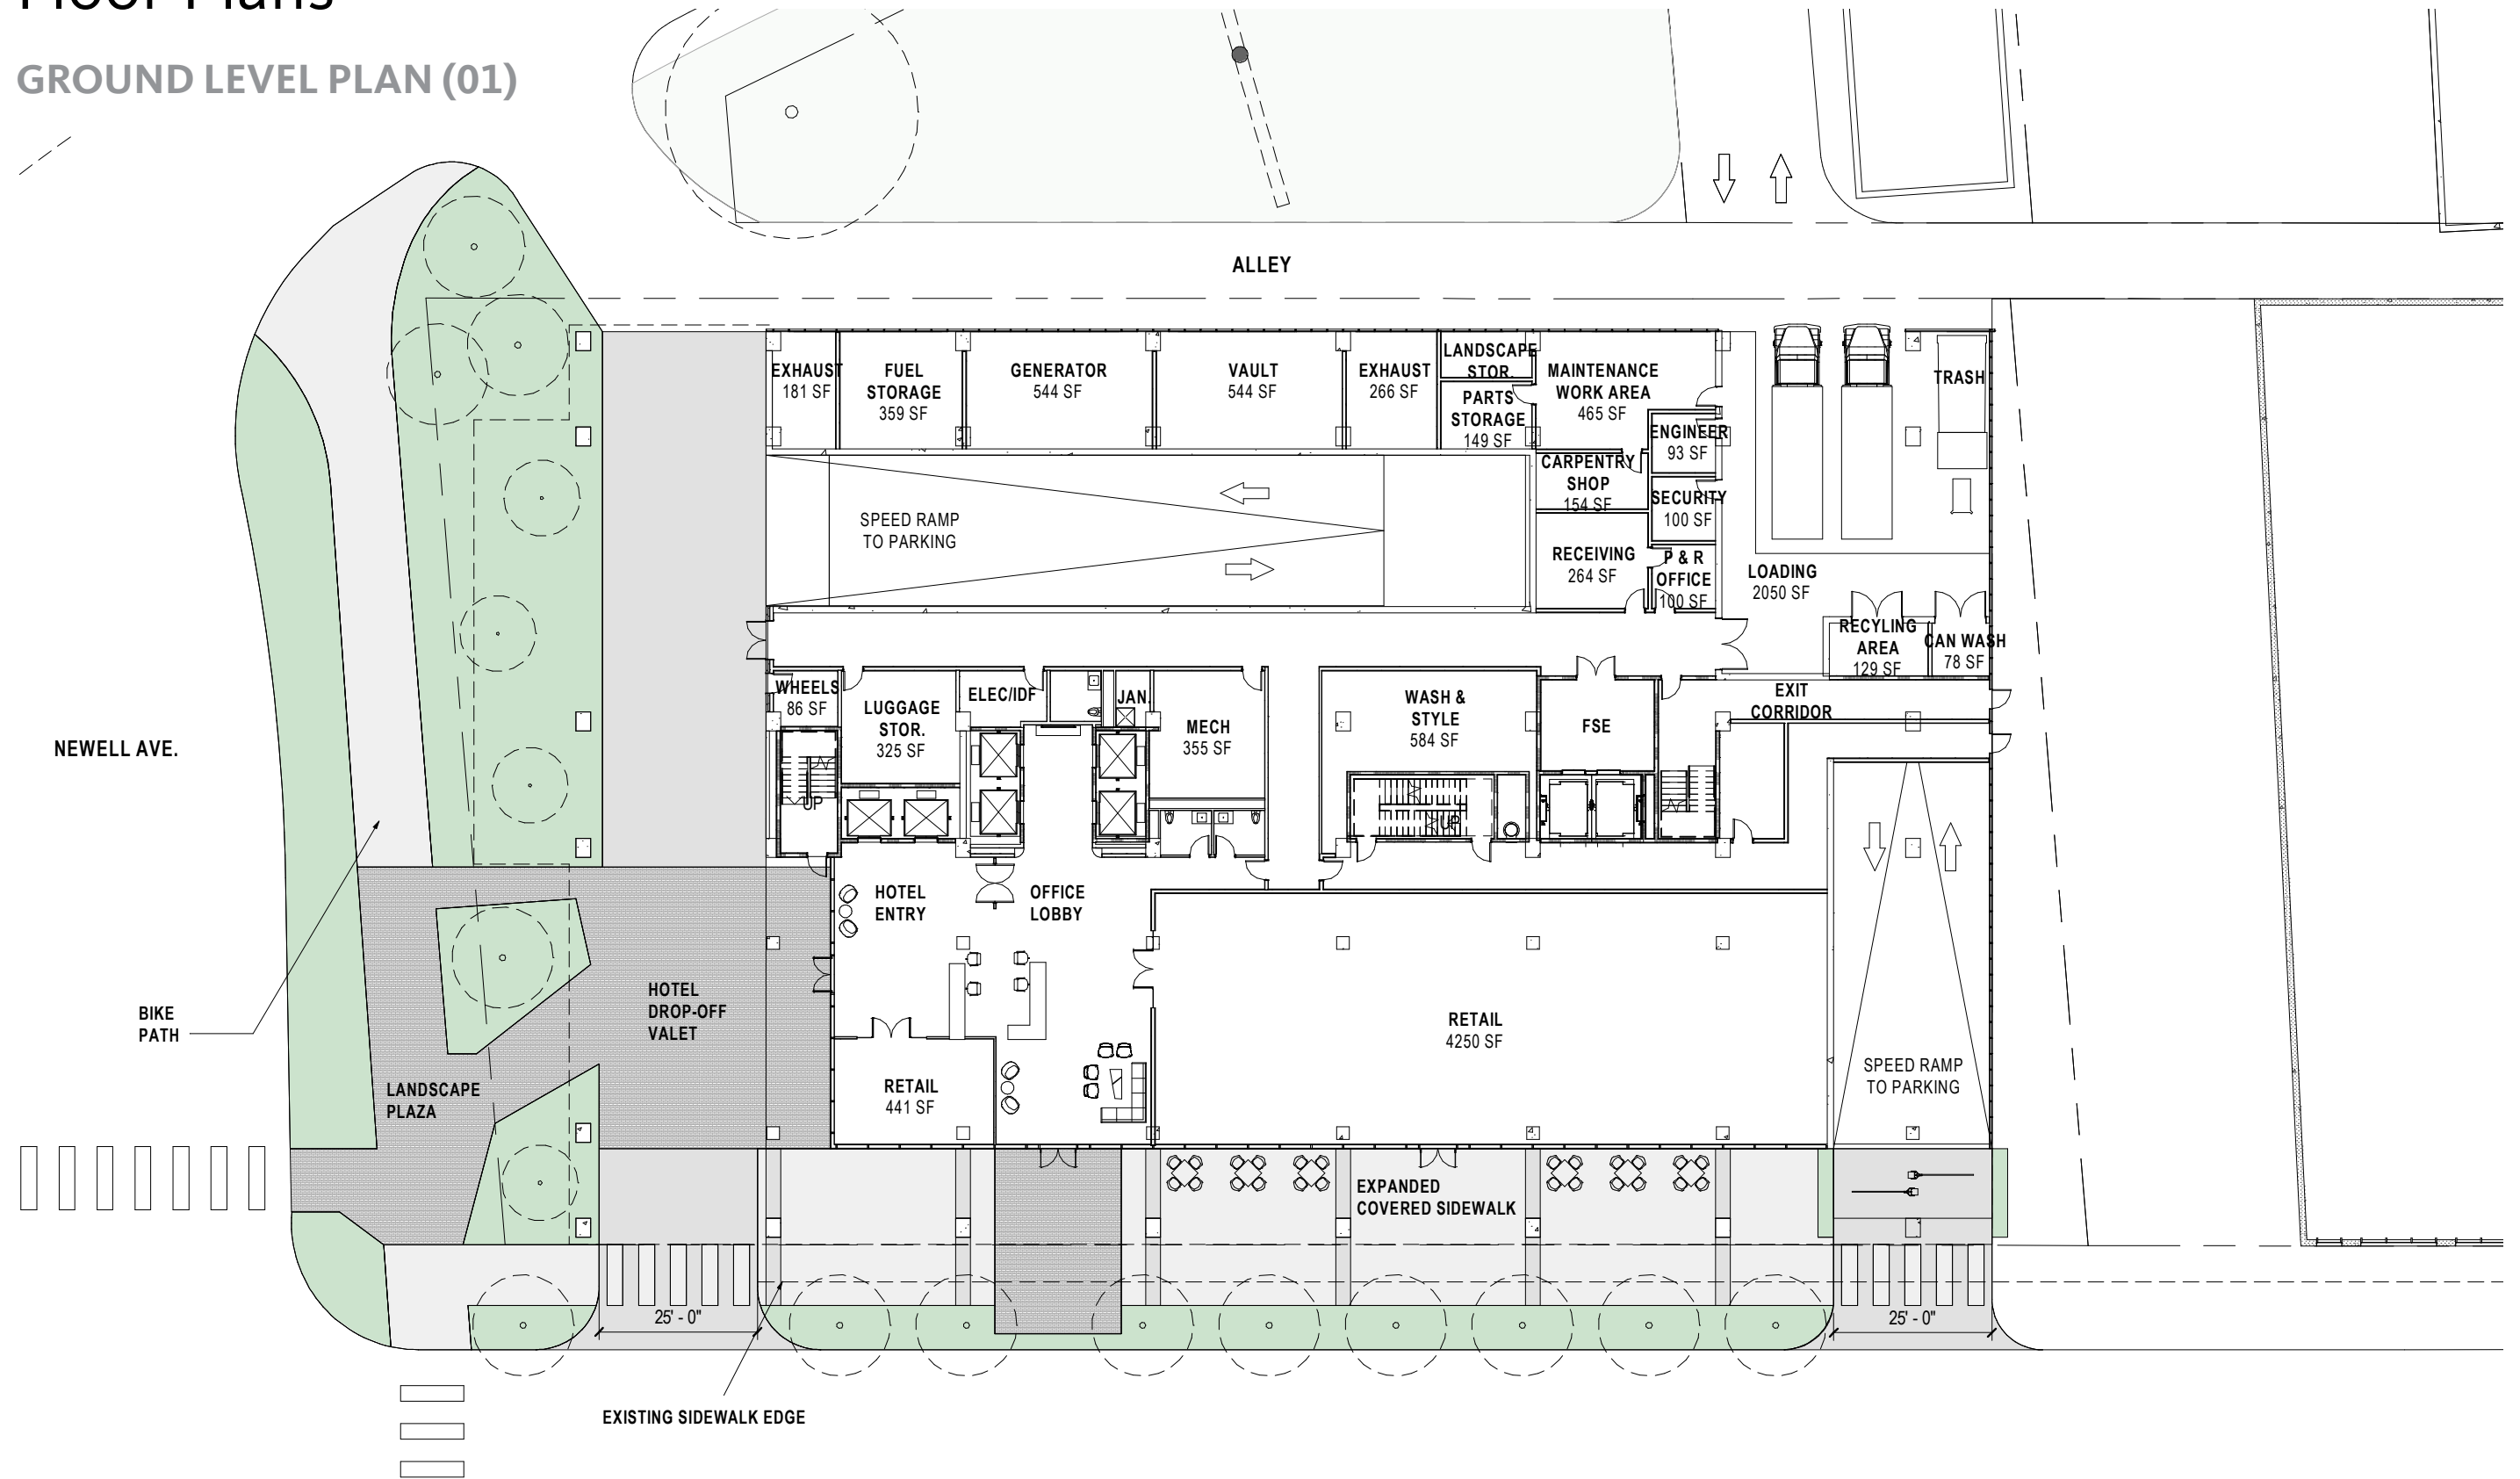 Floor Plans
GROUND LEVEL PLAN (01)
ALLEY
EXHAUST
181 SF
FUEL
STORAGE
359 SF
GENERATOR
544 SF
VAULT
544 SF
EXHAUST
266 SF
LANDSCAPE
STOR.
PARTS
STORAGE
149 SF
MAINTENANCE
WORK AREA
465 SF
ENGINEER
93 SF
TRASH
CARPENTRY
SHOP
154 SF
SECURITY
100 SF
SPEED RAMP
TO PARKING
RECEIVING
264 SF
P & R
OFFICE
100 SF
LOADING
2050 SF
RECYLING
AREA
129 SF
CAN WASH
78 SF
WHEELS
86 SF
LUGGAGE
STOR.
325 SF
ELEC/IDF
JAN.
MECH
355 SF
WASH &
STYLE
584 SF
FSE
EXIT
CORRIDOR
NEWELL AVE.
UP
UP
HOTEL
ENTRY
OFFICE
LOBBY
HOTEL
DROP-OFF
VALET
BIKE
PATH
RETAIL
4250 SF
LANDSCAPE
PLAZA
RETAIL
441 SF
SPEED RAMP
TO PARKING
EXPANDED
COVERED SIDEWALK
25' - 0"
25' - 0"
EXISTING SIDEWALK EDGE